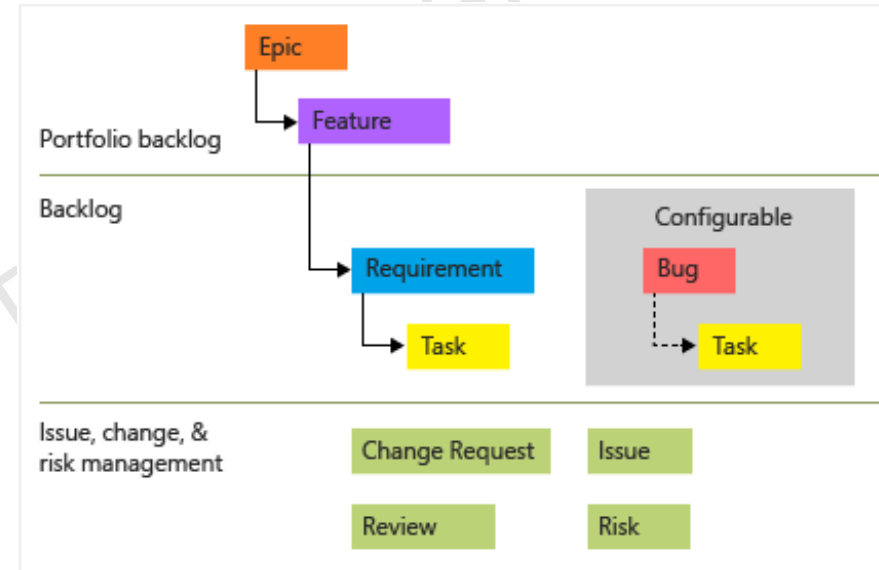 Epic
Feature
Portfolio backlog
Backlog
Configurable
Requirement
Bug
Task
Task
Issue, change, &
risk management
Change Request
Issue
Review
Risk